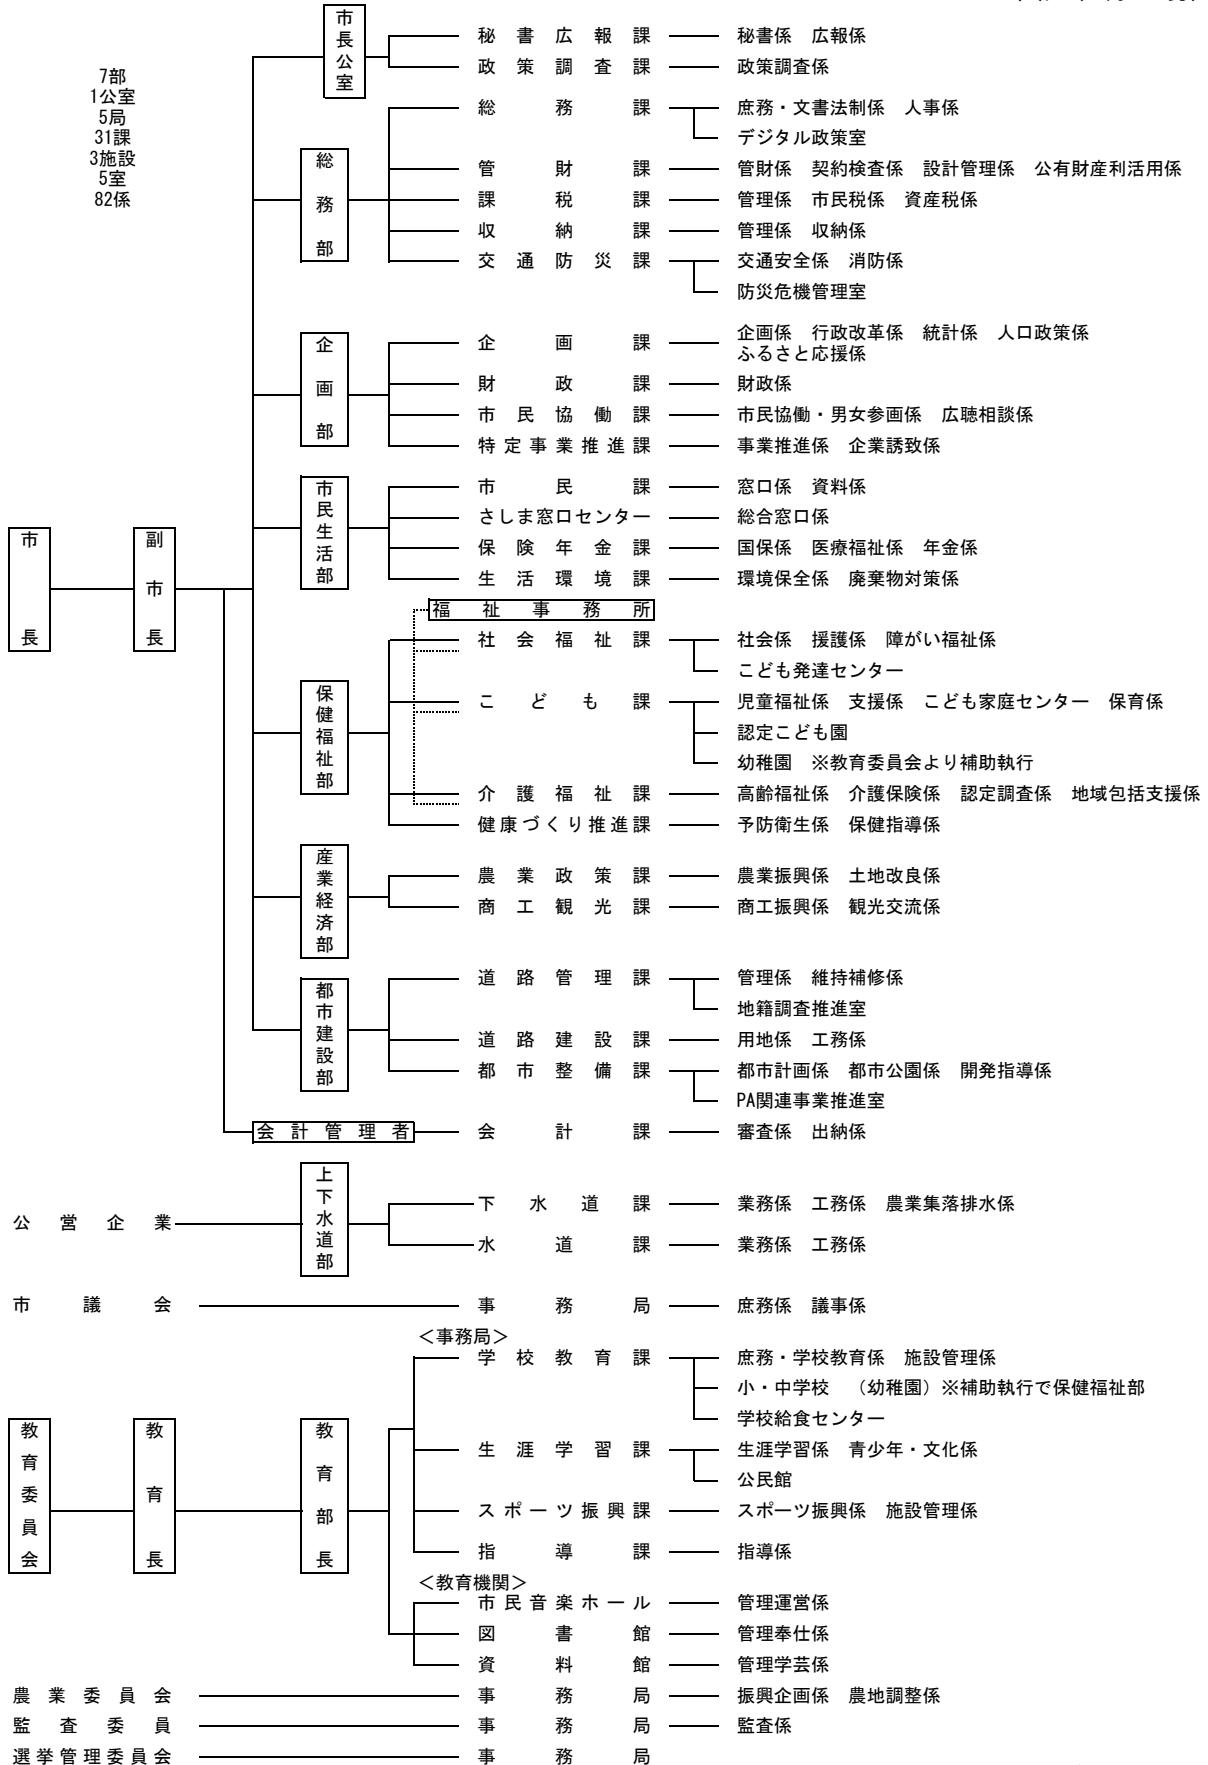 7部
1公室
5局
31課
3施設
5室
82係
市長公室
秘書広報課 秘書係 広報係
政策調査課 政策調査係
総務部
総務課 庶務・文書法制係 人事係
デジタル政策室
管財課 管財係 契約検査係 設計管理係 公有財産利活用係
課税課 管理係 市民税係 資産税係
収納課 管理係 収納係
交通防災課 交通安全係 消防係
防災危機管理室
企画部
企画課 企画係 行政改革係 統計係 人口政策係
ふるさと応援係
財政課 財政係
市民協働課 市民協働・男女参画係 広聴相談係
特定事業推進課 事業推進係 企業誘致係
市長
副市長
市民生活部
市民課 窓口係 資料係
さしま窓口センター 総合窓口係
保険年金課 国保係 医療福祉係 年金係
生活環境課 環境保全係 廃棄物対策係
保健福祉部
福祉事務所
社会福祉課 社会係 援護係 障がい福祉係
こども発達センター
こども課 児童福祉係 支援係 こども家庭センター 保育係
認定こども園
幼稚園 ※教育委員会より補助執行
介護福祉課 高齢福祉係 介護保険係 認定調査係 地域包括支援係
健康づくり推進課 予防衛生係 保健指導係
産業経済部
農業政策課 農業振興係 土地改良係
商工観光課 商工振興係 観光交流係
都市建設部
道路管理課 管理係 維持補修係
地籍調査推進室
道路建設課 用地係 工務係
都市整備課 都市計画係 都市公園係 開発指導係
PA関連事業推進室
会計管理者 会計課 審査係 出納係
公営企業
上下水道部
下水道課 業務係 工務係 農業集落排水係
水道課 業務係 工務係
市議会 事務局 庶務係 議事係
教育委員会
教育長
教育部長
<事務局>
学校教育課 庶務・学校教育係 施設管理係
小・中学校 (幼稚園)※補助執行で保健福祉部
学校給食センター
生涯学習課 生涯学習係 青少年・文化係
公民館
スポーツ振興課 スポーツ振興係 施設管理係
指導課 指導係
<教育機関>
市民音楽ホール 管理運営係
図書館 管理奉仕係
資料館 管理学芸係
農業委員会 事務局 振興企画係 農地調整係
監査委員 事務局 監査係
選挙管理委員会 事務局